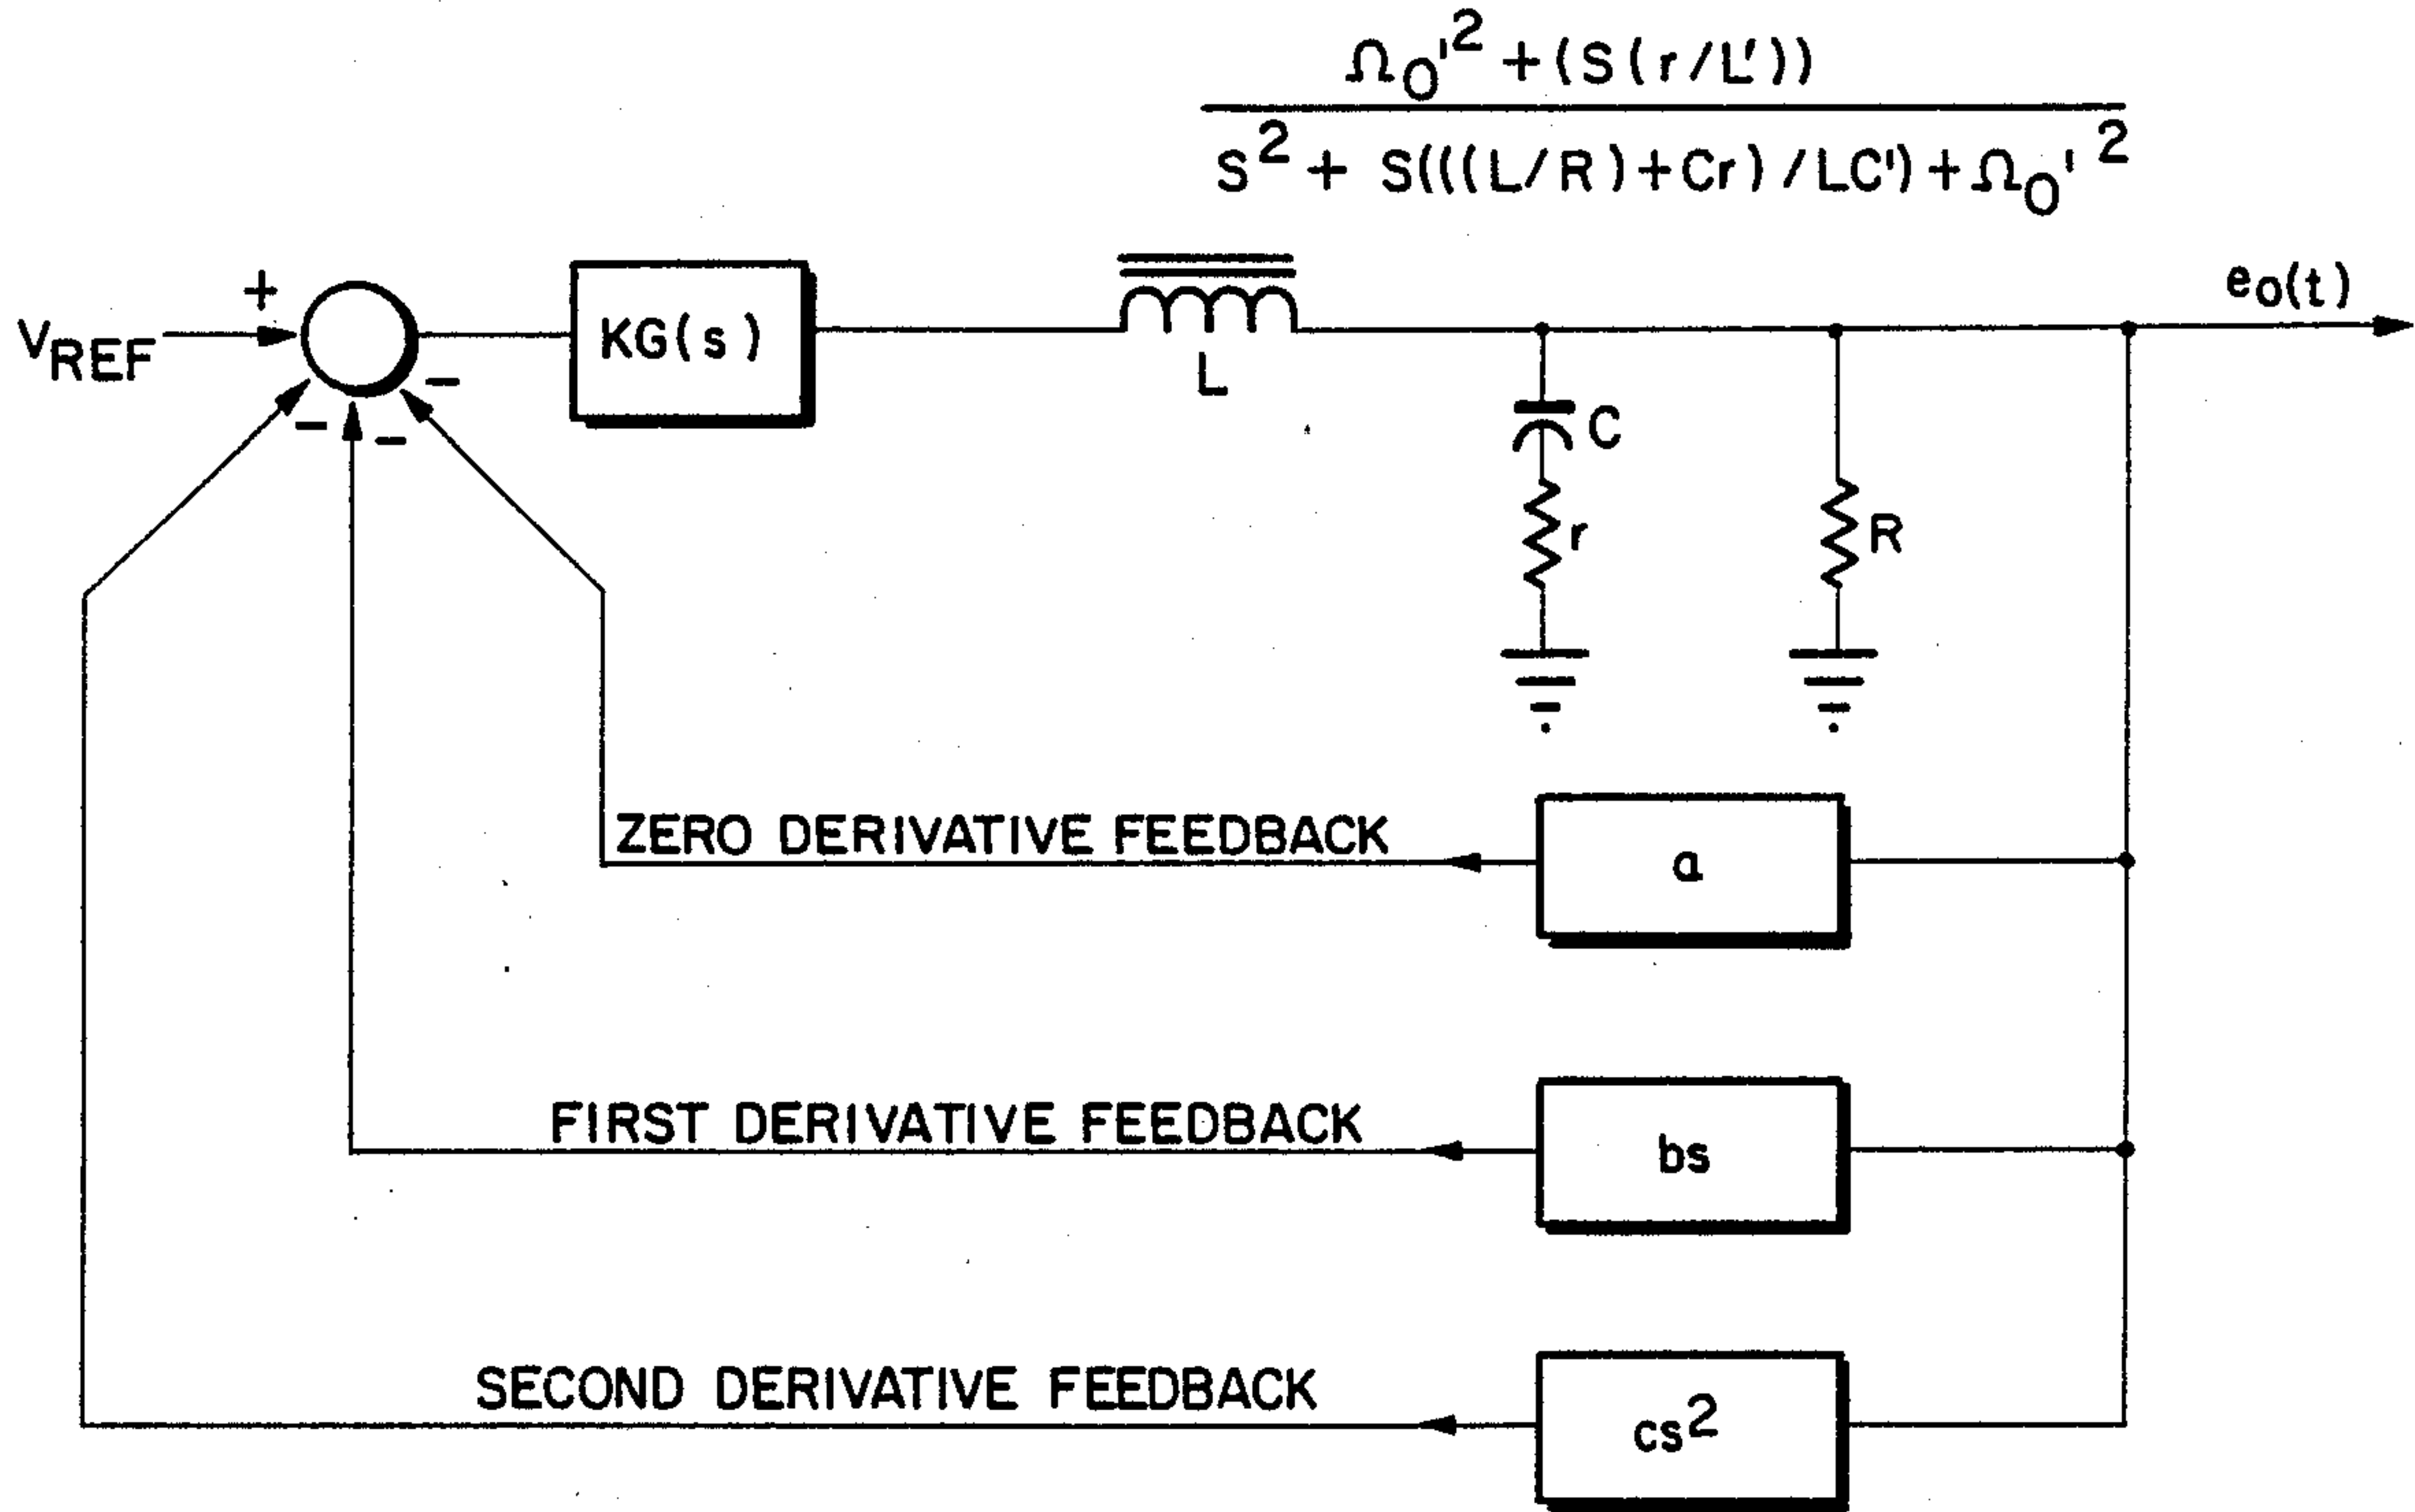 Ω₀'² + (S(r/L'))
S² + S(((L/R)+Cr)/LC')+Ω₀'²
+
VREF
KG(s)
L
eo(t)
−
−
−
C
r
R
ZERO DERIVATIVE FEEDBACK
a
FIRST DERIVATIVE FEEDBACK
bs
SECOND DERIVATIVE FEEDBACK
cs²